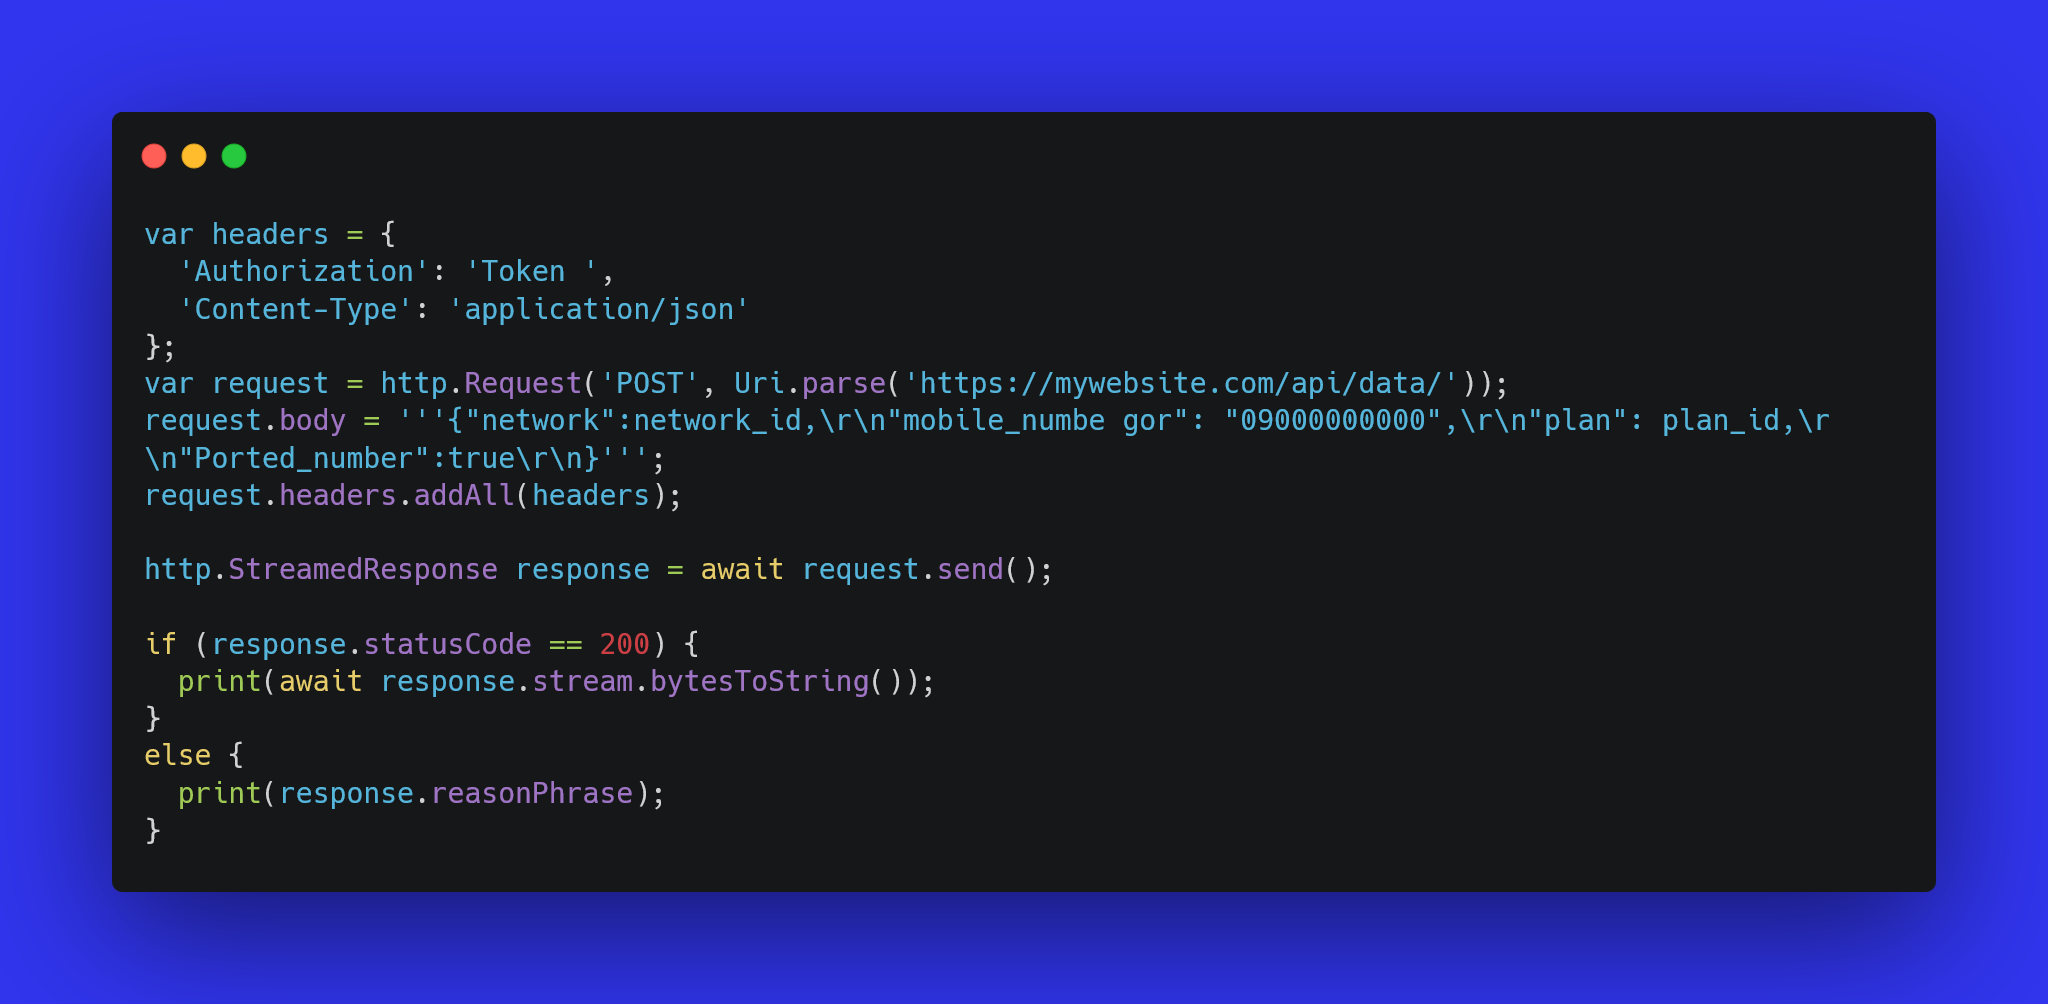 var headers = {
  'Authorization': 'Token ',
  'Content-Type': 'application/json'
};
var request = http.Request('POST', Uri.parse('https://mywebsite.com/api/data/'));
request.body = '''{"network":network_id,\r\n"mobile_numbe gor": "09000000000",\r\n"plan": plan_id,\r
\n"Ported_number":true\r\n}''';
request.headers.addAll(headers);

http.StreamedResponse response = await request.send();

if (response.statusCode == 200) {
  print(await response.stream.bytesToString());
}
else {
  print(response.reasonPhrase);
}